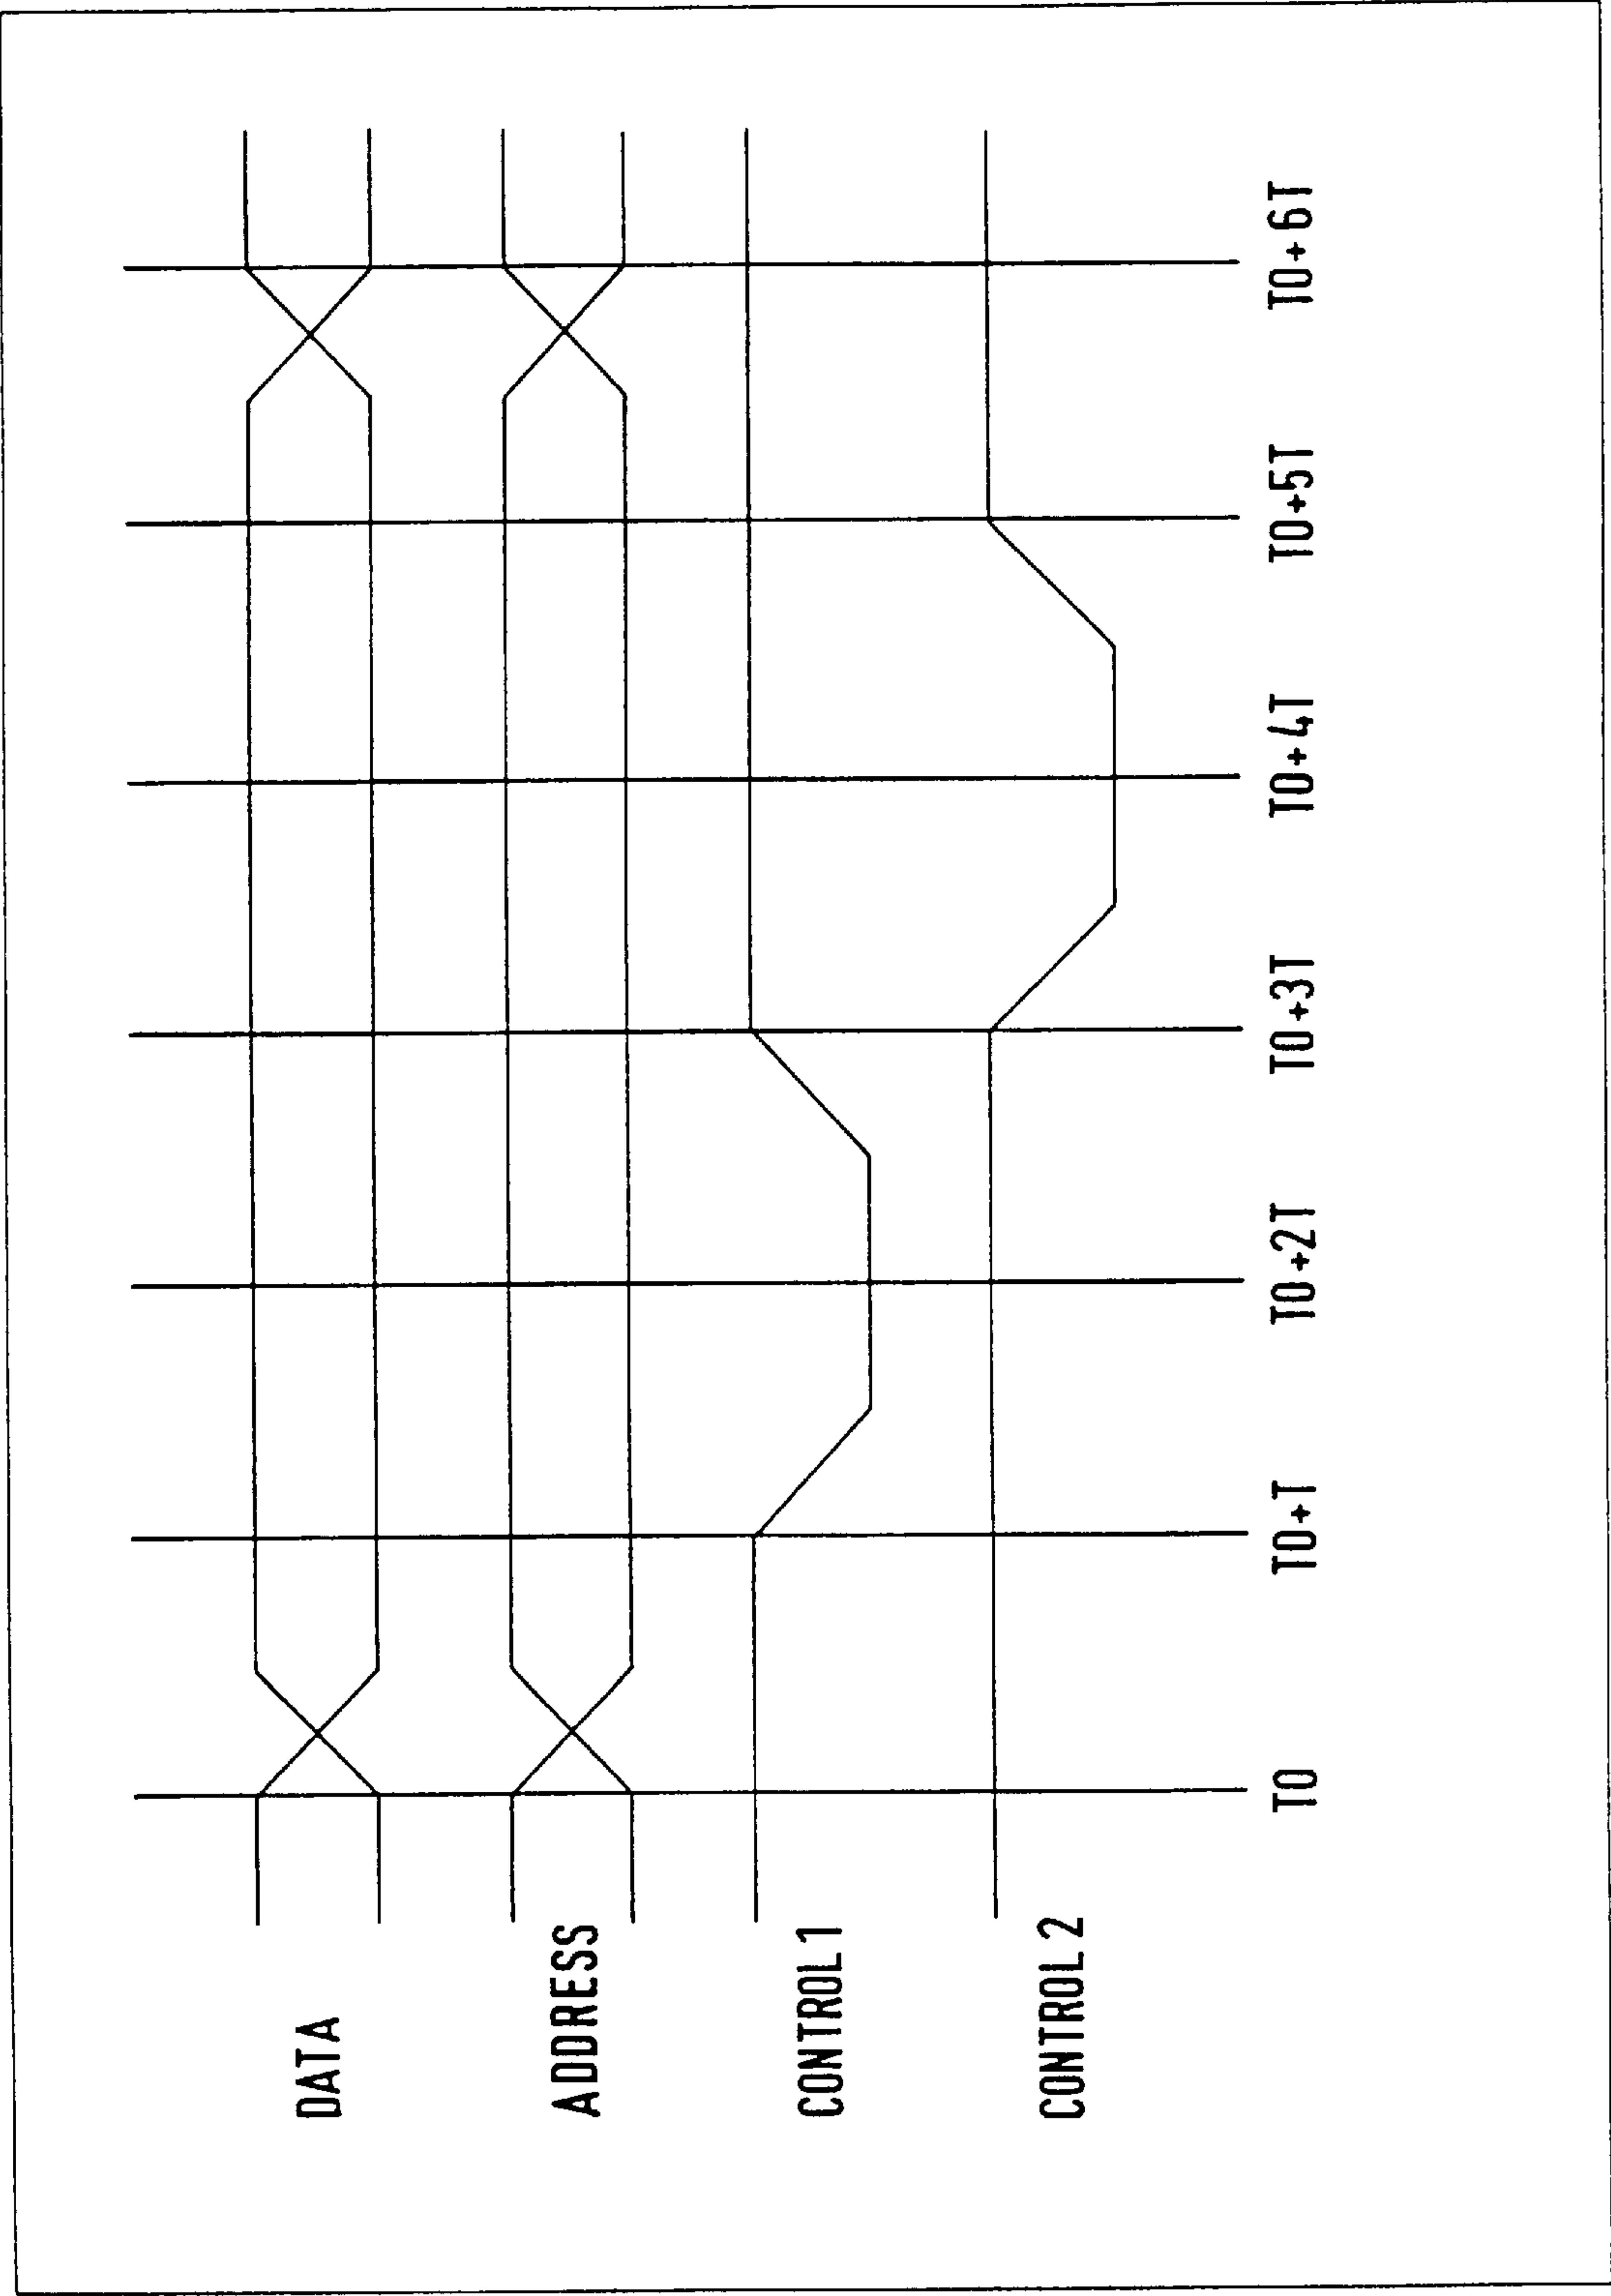 DATA
ADDRESS
CONTROL 1
CONTROL 2
T0
T0+T
T0+2T
T0+3T
T0+4T
T0+5T
T0+6T